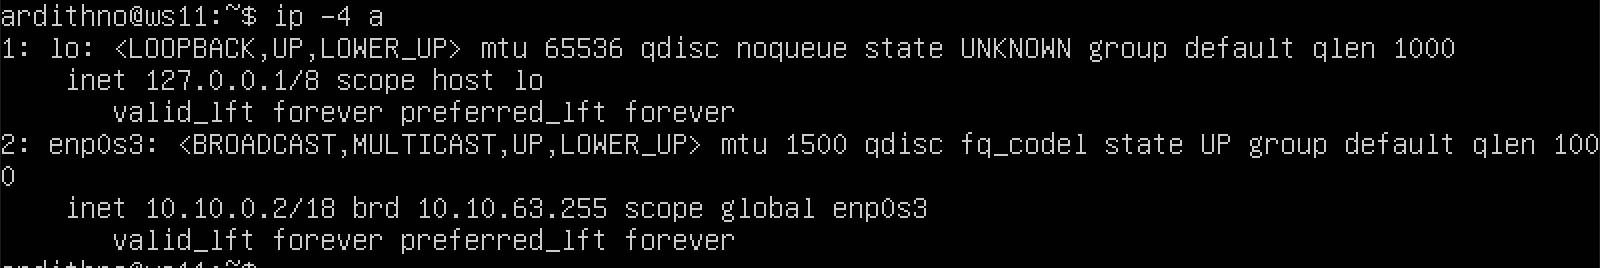 ardithno@ws11:~$ ip -4 a
1: lo: <LOOPBACK,UP,LOWER_UP> mtu 65536 qdisc noqueue state UNKNOWN group default qlen 1000
    inet 127.0.0.1/8 scope host lo
       valid_lft forever preferred_lft forever
2: enp0s3: <BROADCAST,MULTICAST,UP,LOWER_UP> mtu 1500 qdisc fq_codel state UP group default qlen 100
0
    inet 10.10.0.2/18 brd 10.10.63.255 scope global enp0s3
       valid_lft forever preferred_lft forever
ardithno@ws11:~$